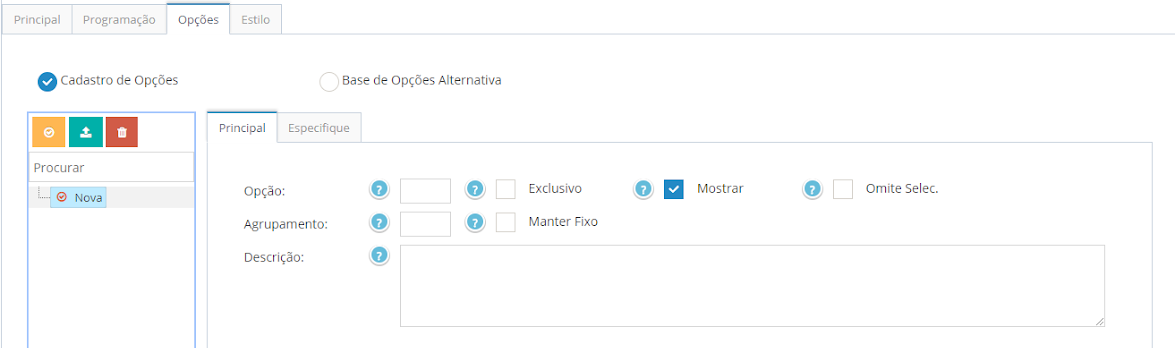 Principal Programação Opções Estilo
Cadastro de Opções Base de Opções Alternativa
Principal Especifique
Procurar
Nova
Opção: ? ? Exclusivo ? Mostrar ? Omite Selec.
Agrupamento: ? ? Manter Fixo
Descrição: ?